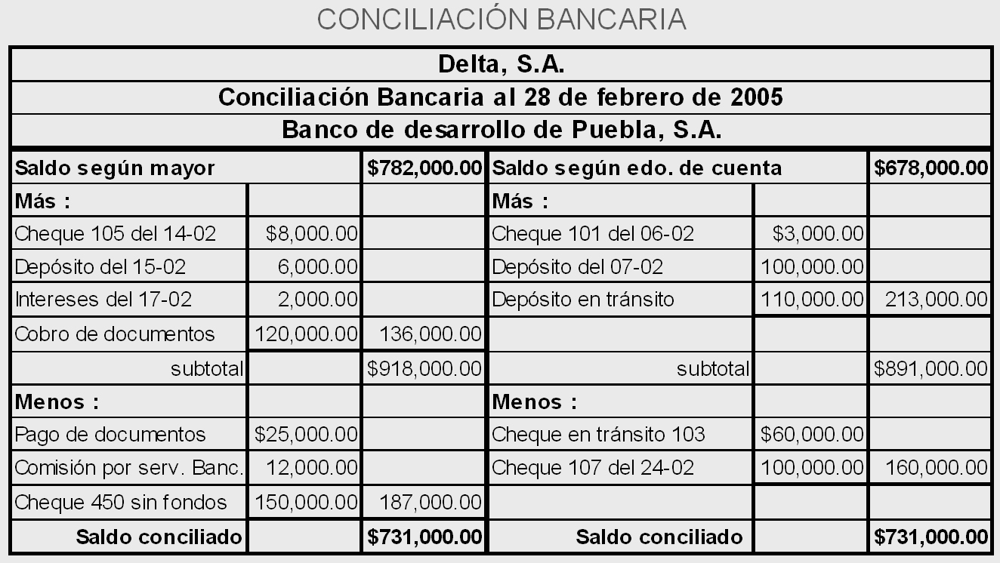 CONCILIACIÓN BANCARIA
Delta, S.A.
Conciliación Bancaria al 28 de febrero de 2005
Banco de desarrollo de Puebla, S.A.
Saldo según mayor $782,000.00 Saldo según edo. de cuenta $678,000.00
Más : Más :
Cheque 105 del 14-02 $8,000.00 Cheque 101 del 06-02 $3,000.00
Depósito del 15-02 6,000.00 Depósito del 07-02 100,000.00
Intereses del 17-02 2,000.00 Depósito en tránsito 110,000.00 213,000.00
Cobro de documentos 120,000.00 136,000.00
subtotal $918,000.00 subtotal $891,000.00
Menos : Menos :
Pago de documentos $25,000.00 Cheque en tránsito 103 $60,000.00
Comisión por serv. Banc. 12,000.00 Cheque 107 del 24-02 100,000.00 160,000.00
Cheque 450 sin fondos 150,000.00 187,000.00
Saldo conciliado $731,000.00 Saldo conciliado $731,000.00